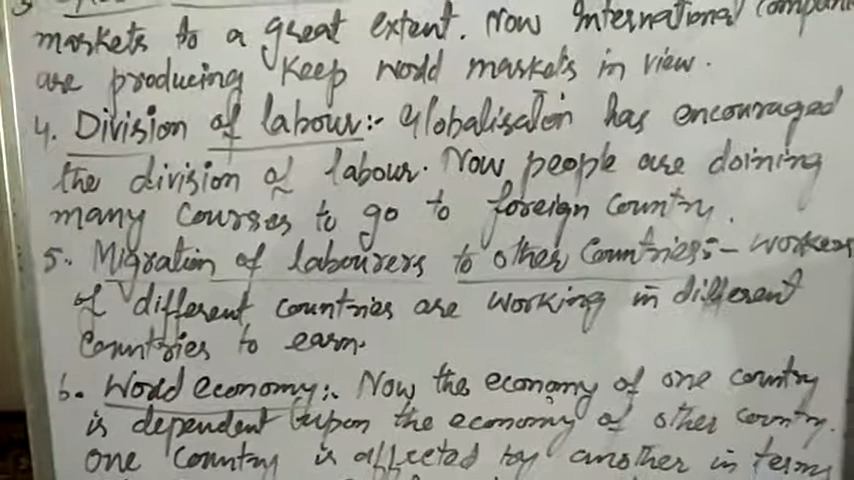 markets to a great extent. Now International
are producing keep world markets in view.
4. Division of labour:- Globalisation has encouraged
the division of labour. Now people are doining
many courses to go to foreign country.
5. Migration of labourers to other Countries:- workers
of different countries are working in different
Countries to earn.
6. World economy:. Now the economy of one country
is dependent upon the economy of other country.
one Country is affected by another in terms